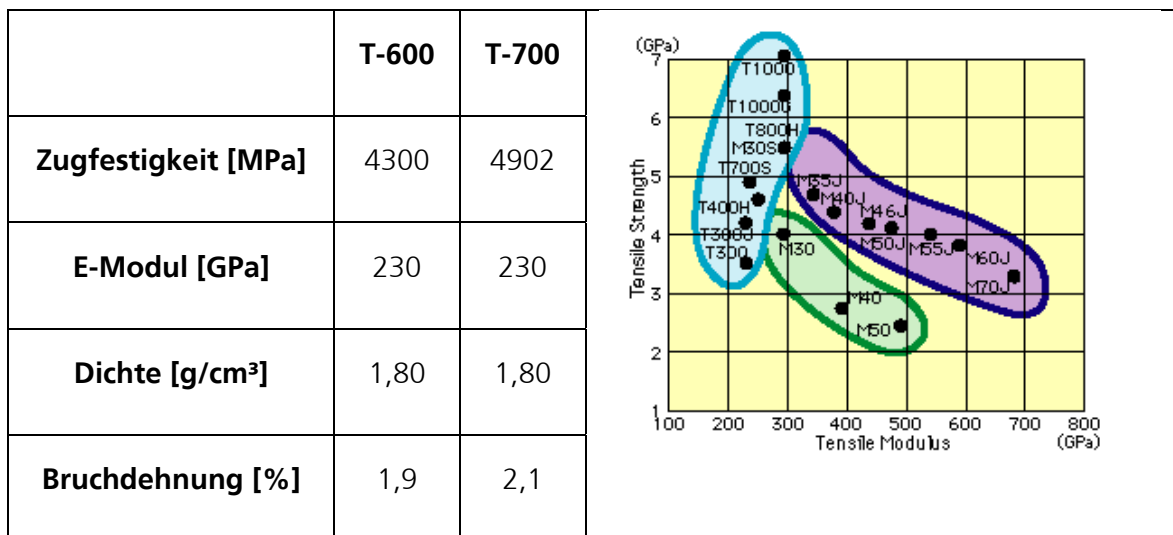 T-600 T-700
Zugfestigkeit [MPa] 4300 4902
E-Modul [GPa] 230 230
Dichte [g/cm³] 1,80 1,80
Bruchdehnung [%] 1,9 2,1
(GPa)
7
T1000
T1000G
6
T800H
M30S
T700S
5
M35J
M40J
T400H
M46J
4
T300J
M50J
M55J
T300
M30
M60J
3
M70J
M40
M50
2
1
Tensile Strength
100 200 300 400 500 600 700 800
Tensile Modulus (GPa)